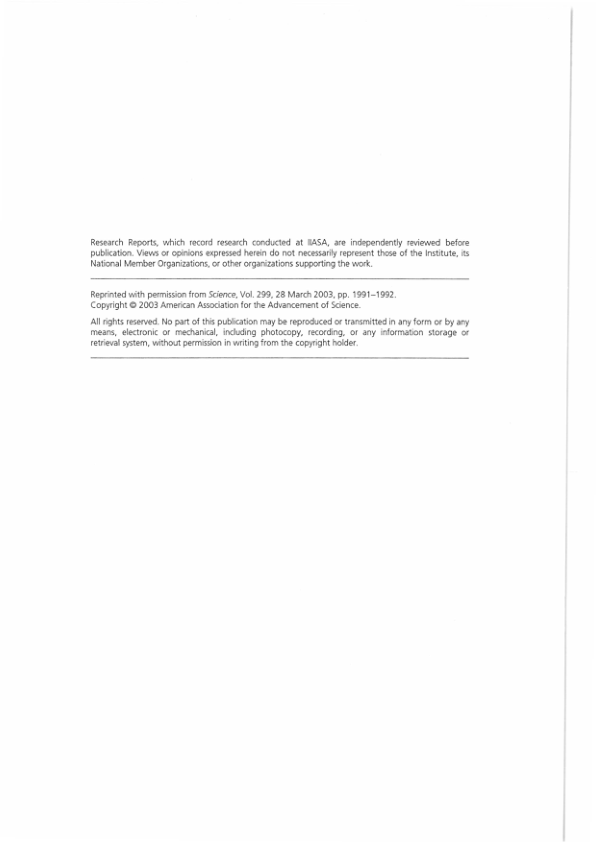 Research Reports, which record research conducted at IIASA, are independently reviewed before
publication. Views or opinions expressed herein do not necessarily represent those of the Institute, its
National Member Organizations, or other organizations supporting the work.
Reprinted with permission from Science, Vol. 299, 28 March 2003, pp. 1991–1992.
Copyright © 2003 American Association for the Advancement of Science.
All rights reserved. No part of this publication may be reproduced or transmitted in any form or by any
means, electronic or mechanical, including photocopy, recording, or any information storage or
retrieval system, without permission in writing from the copyright holder.